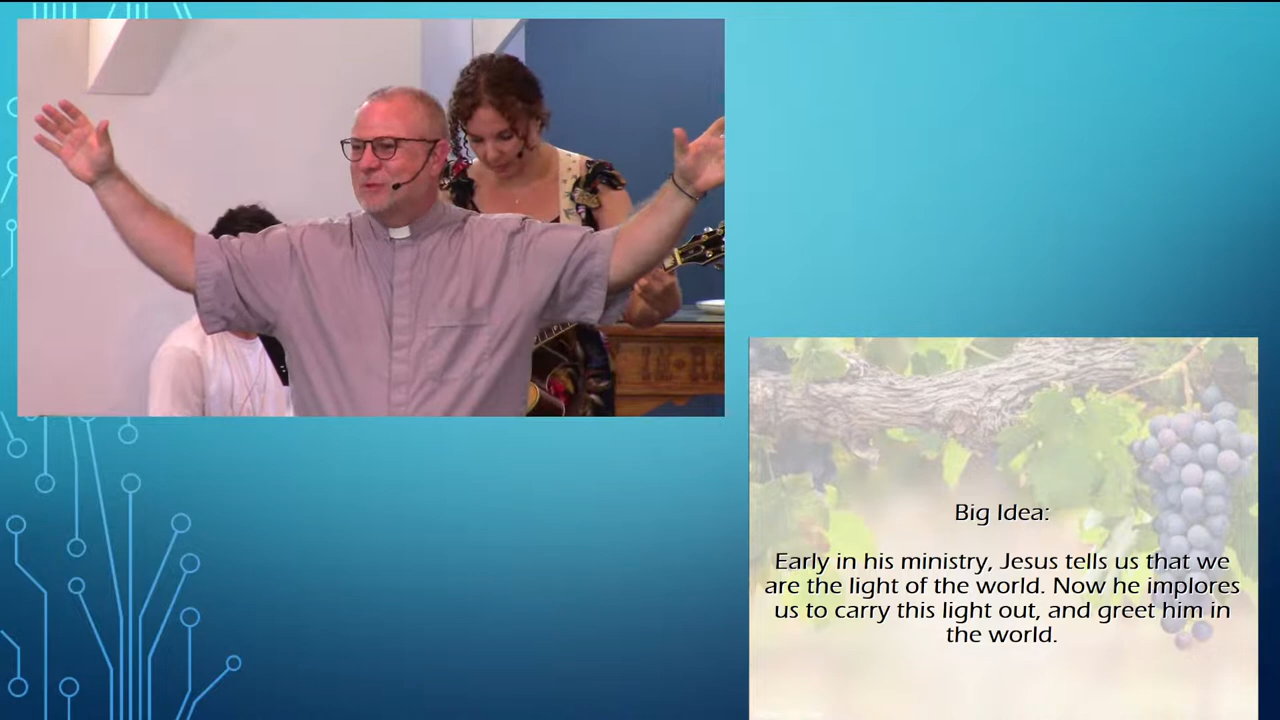 Big Idea:
Early in his ministry, Jesus tells us that we
are the light of the world. Now he implores
us to carry this light out, and greet him in
the world.